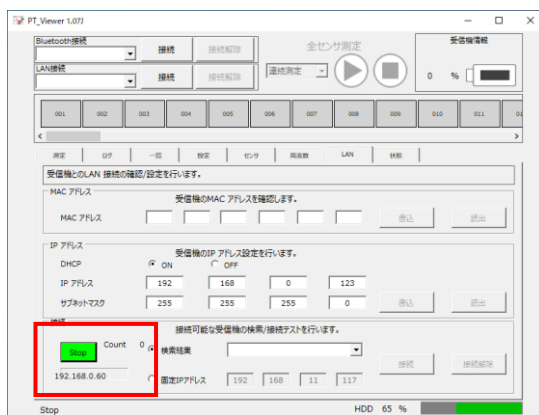 PT_Viewer 1.07J
Bluetooth接続
接続
接続解除
全センサ測定
受信機情報
LAN接続
接続
接続解除
連続測定
0 %
001 002 003 004 005 006 007 008 009 010 011 01
測定 ログ 一覧 設定 センサ 周波数 LAN 状態
受信機とのLAN 接続の確認/設定を行います。
MAC アドレス
受信機のMAC アドレスを確認します。
MAC アドレス
書込 読出
IP アドレス
受信機のIP アドレス設定を行います。
DHCP ON OFF
IP アドレス 192 168 0 123
サブネットマスク 255 255 255 0 書込 読出
接続
接続可能な受信機の検索/接続テストを行います。
Stop Count 0 検索結果
接続 接続解除
192.168.0.60 固定IPアドレス 192 168 11 117
Stop HDD 65 %